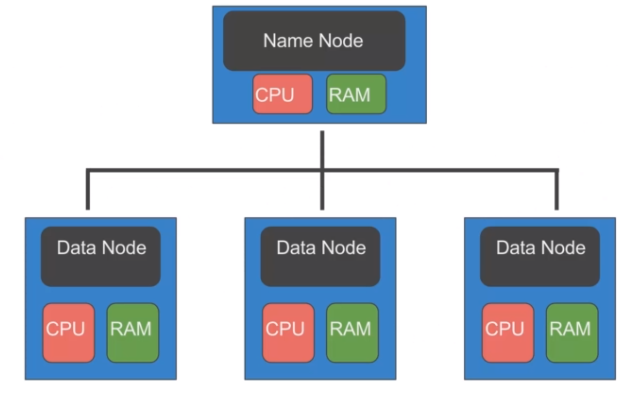 Name Node
CPU RAM
Data Node Data Node Data Node
CPU RAM CPU RAM CPU RAM